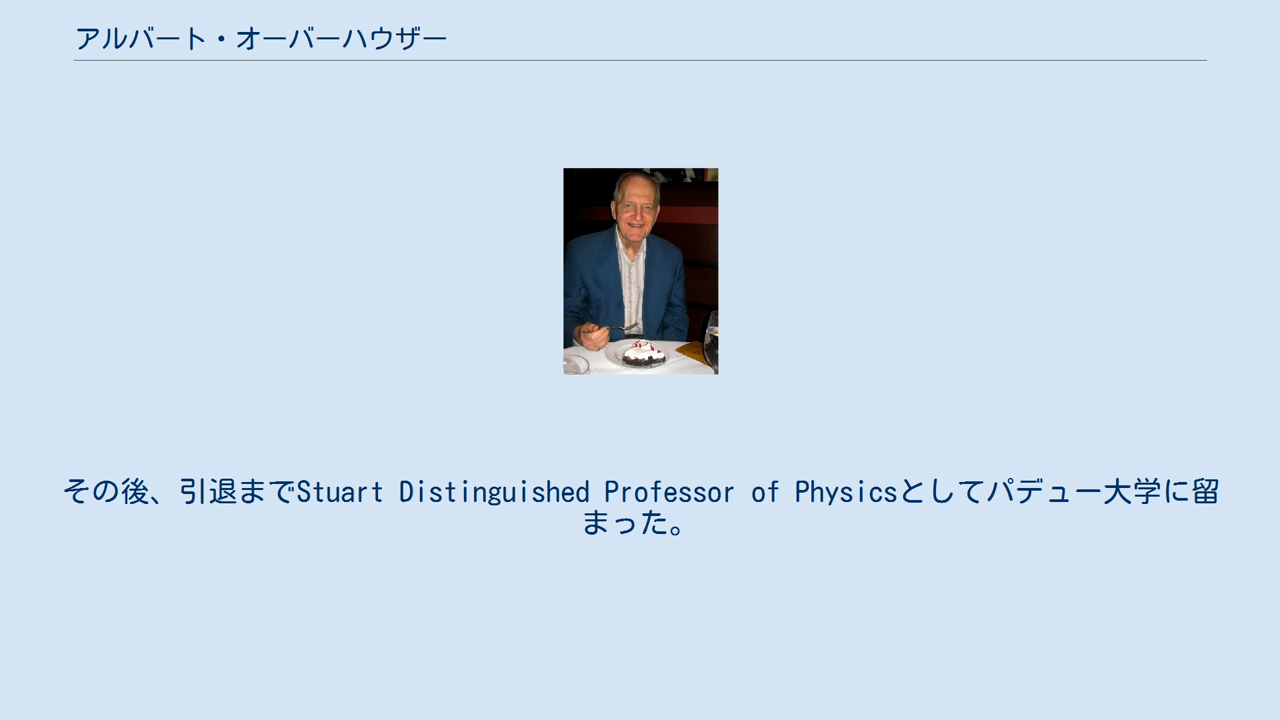 アルバート・オーバーハウザー
その後、引退までStuart Distinguished Professor of Physicsとしてパデュー大学に留
まった。